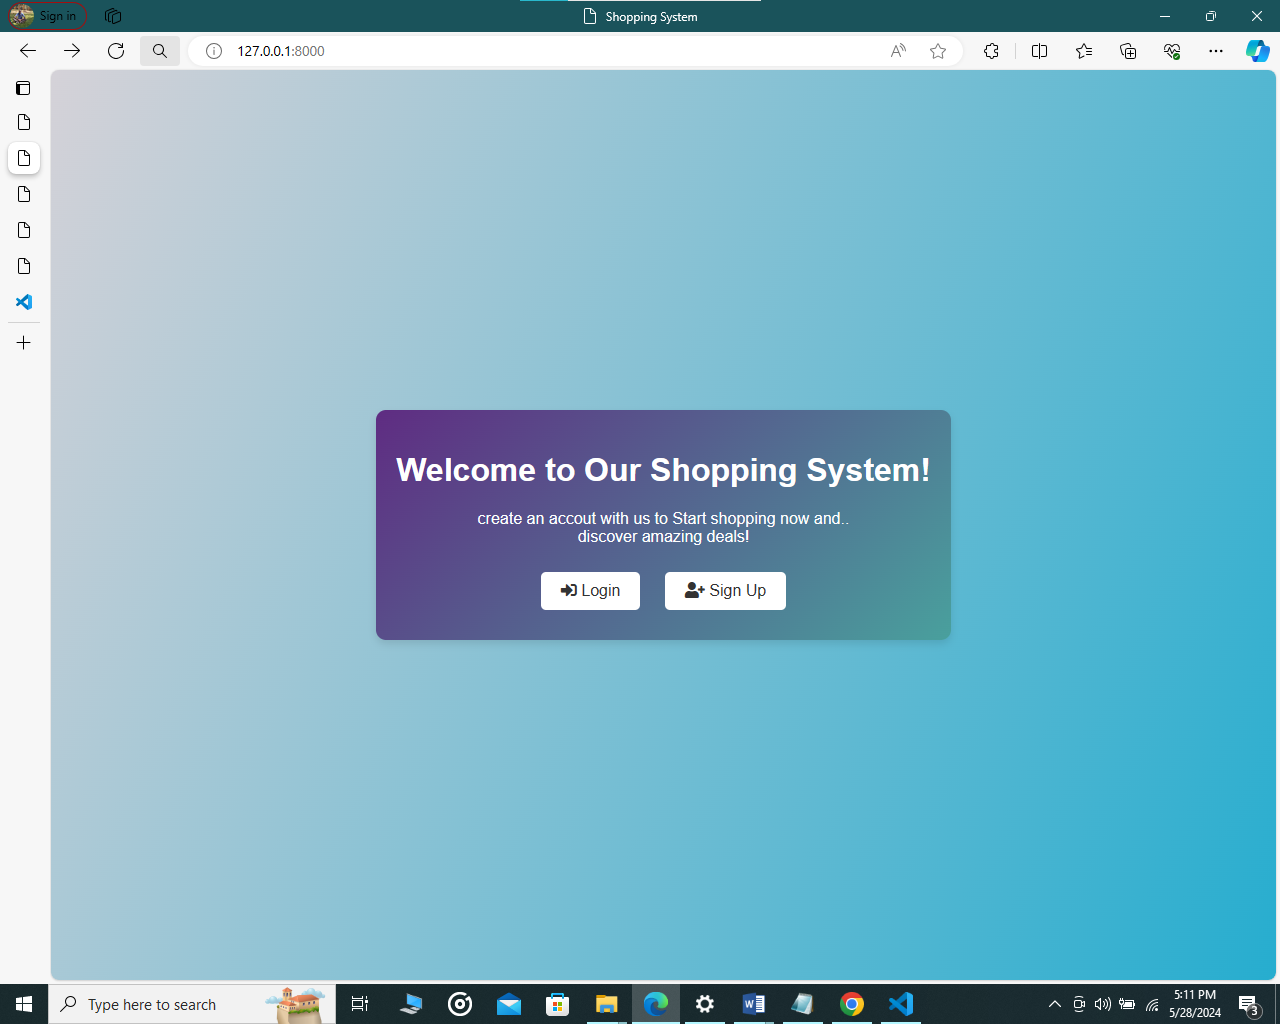 Sign in
Shopping System
127.0.0.1:8000
Welcome to Our Shopping System!
create an accout with us to Start shopping now and..
discover amazing deals!
Login
Sign Up
Type here to search
5:11 PM
5/28/2024
3